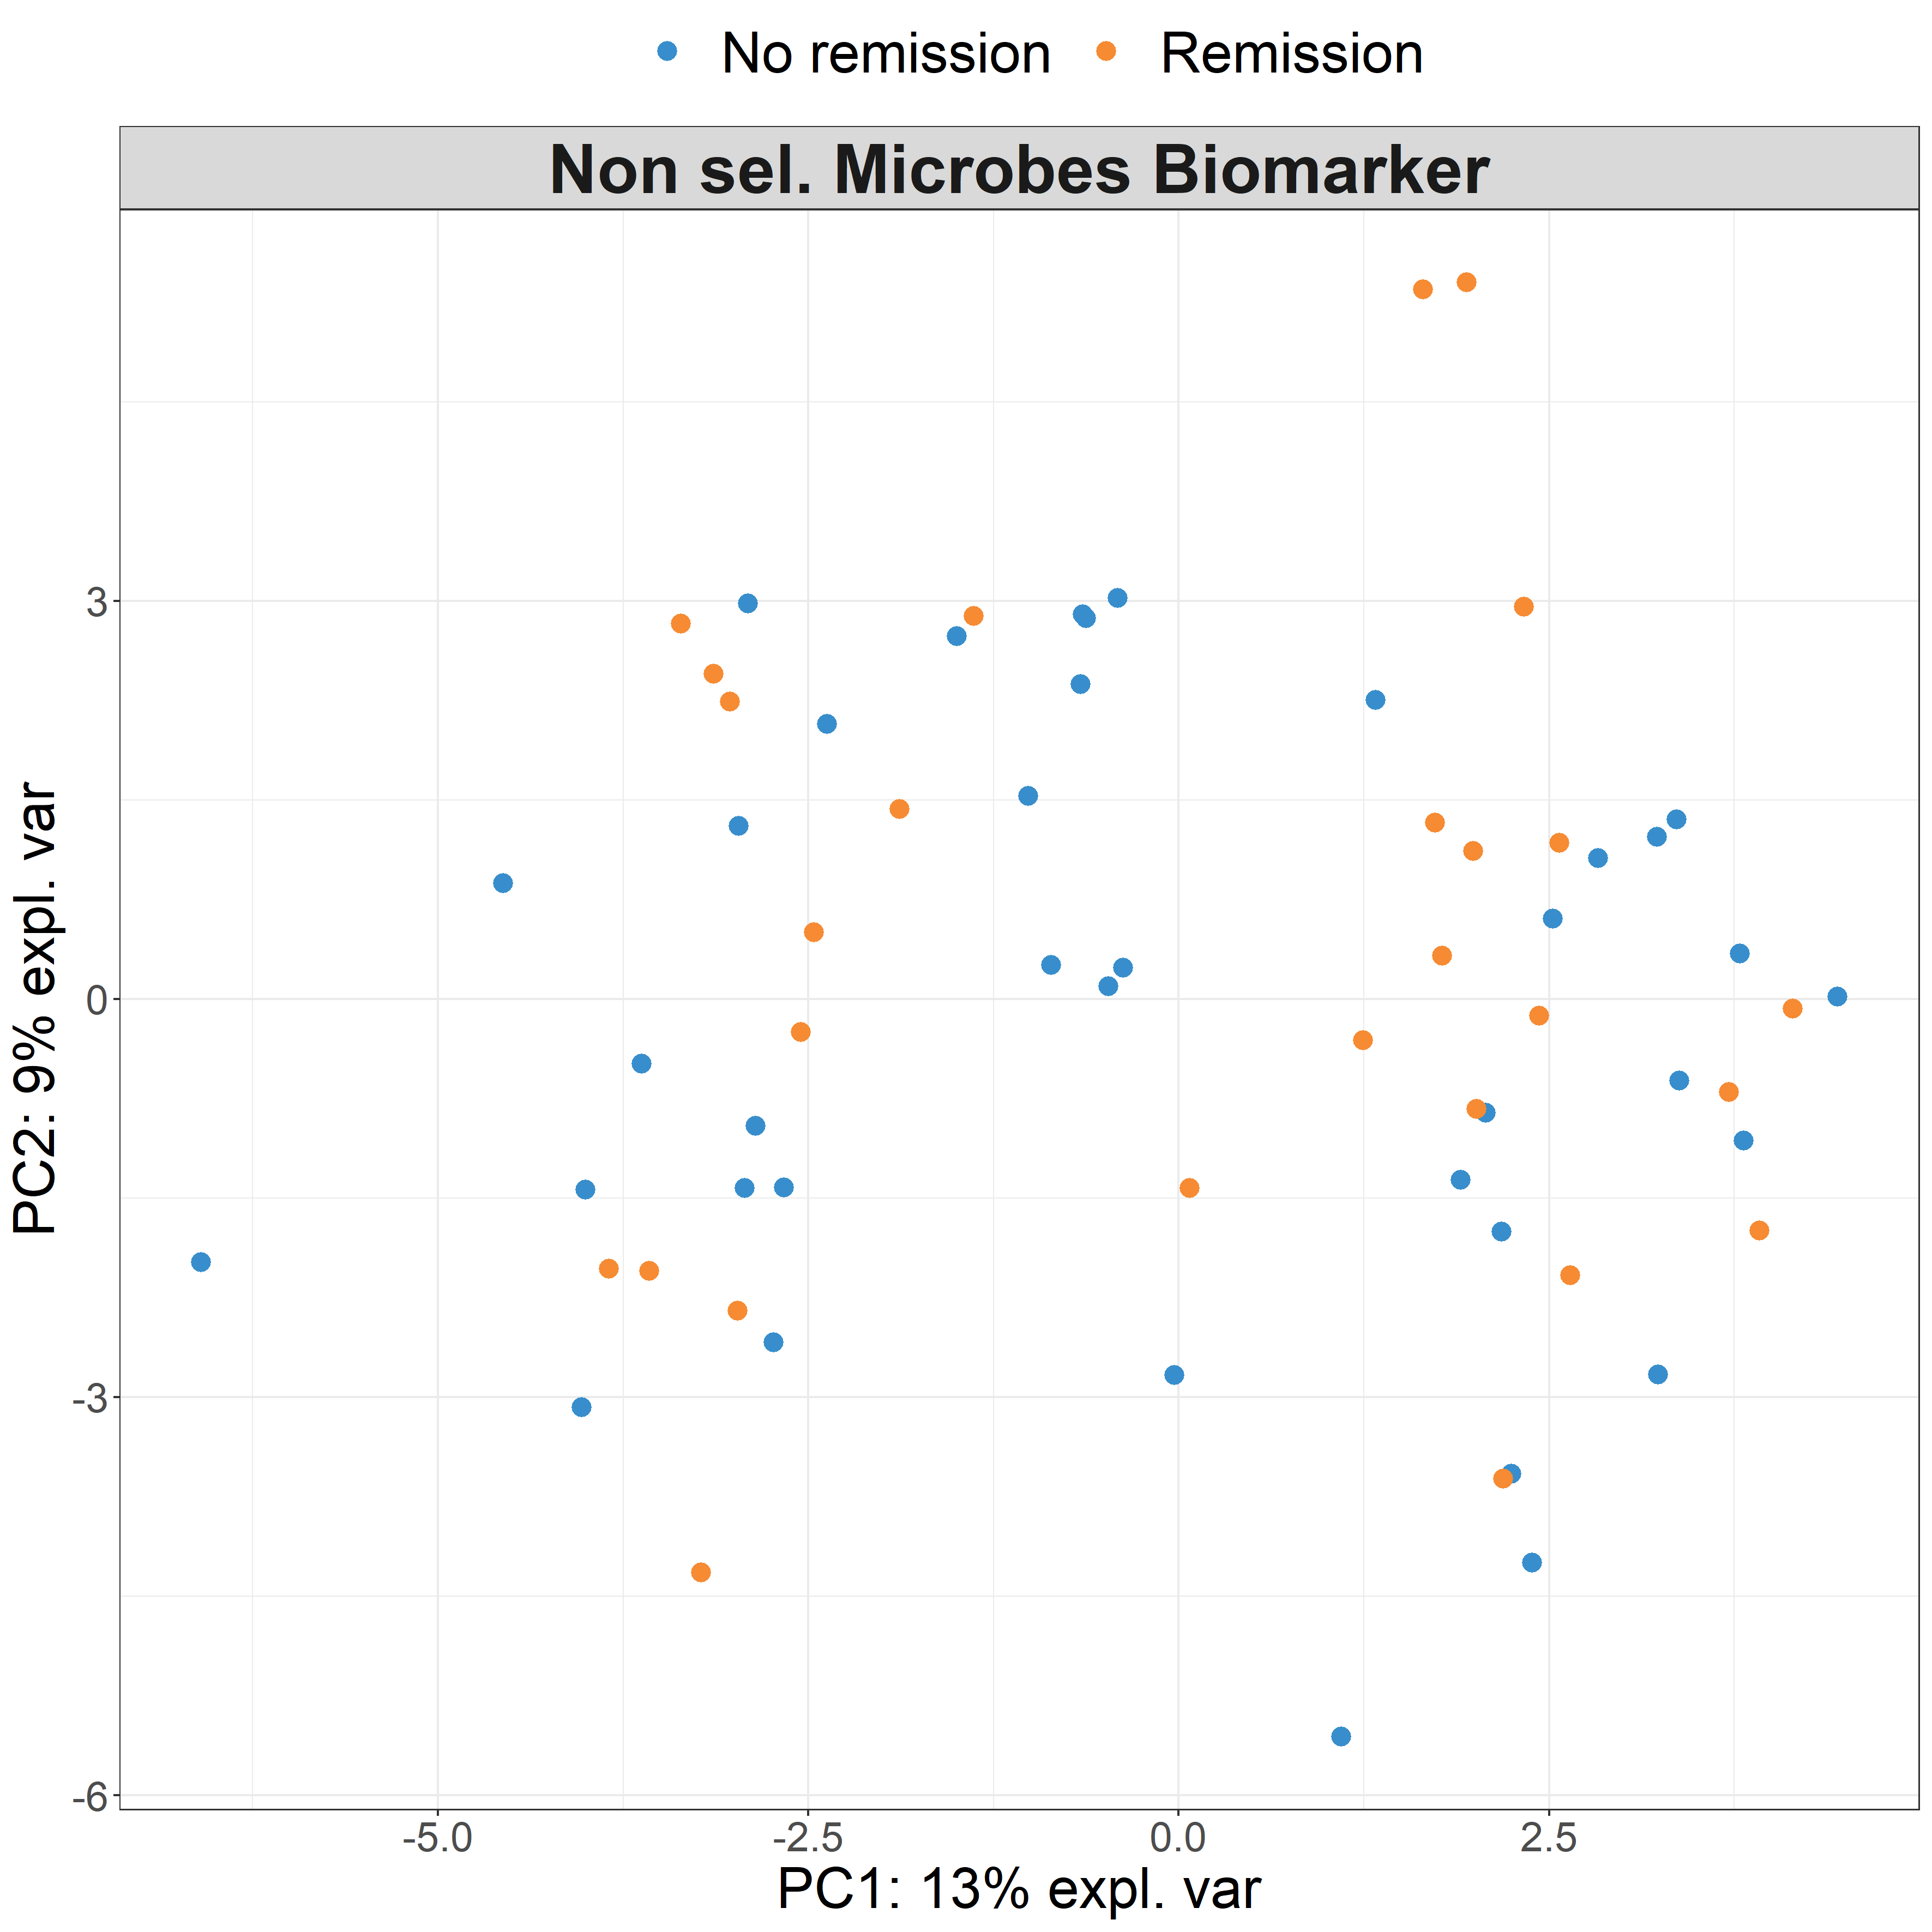 No remission Remission
Non sel. Microbes Biomarker
PC2: 9% expl. var
3
0
-3
-6
-5.0 -2.5 0.0 2.5
PC1: 13% expl. var